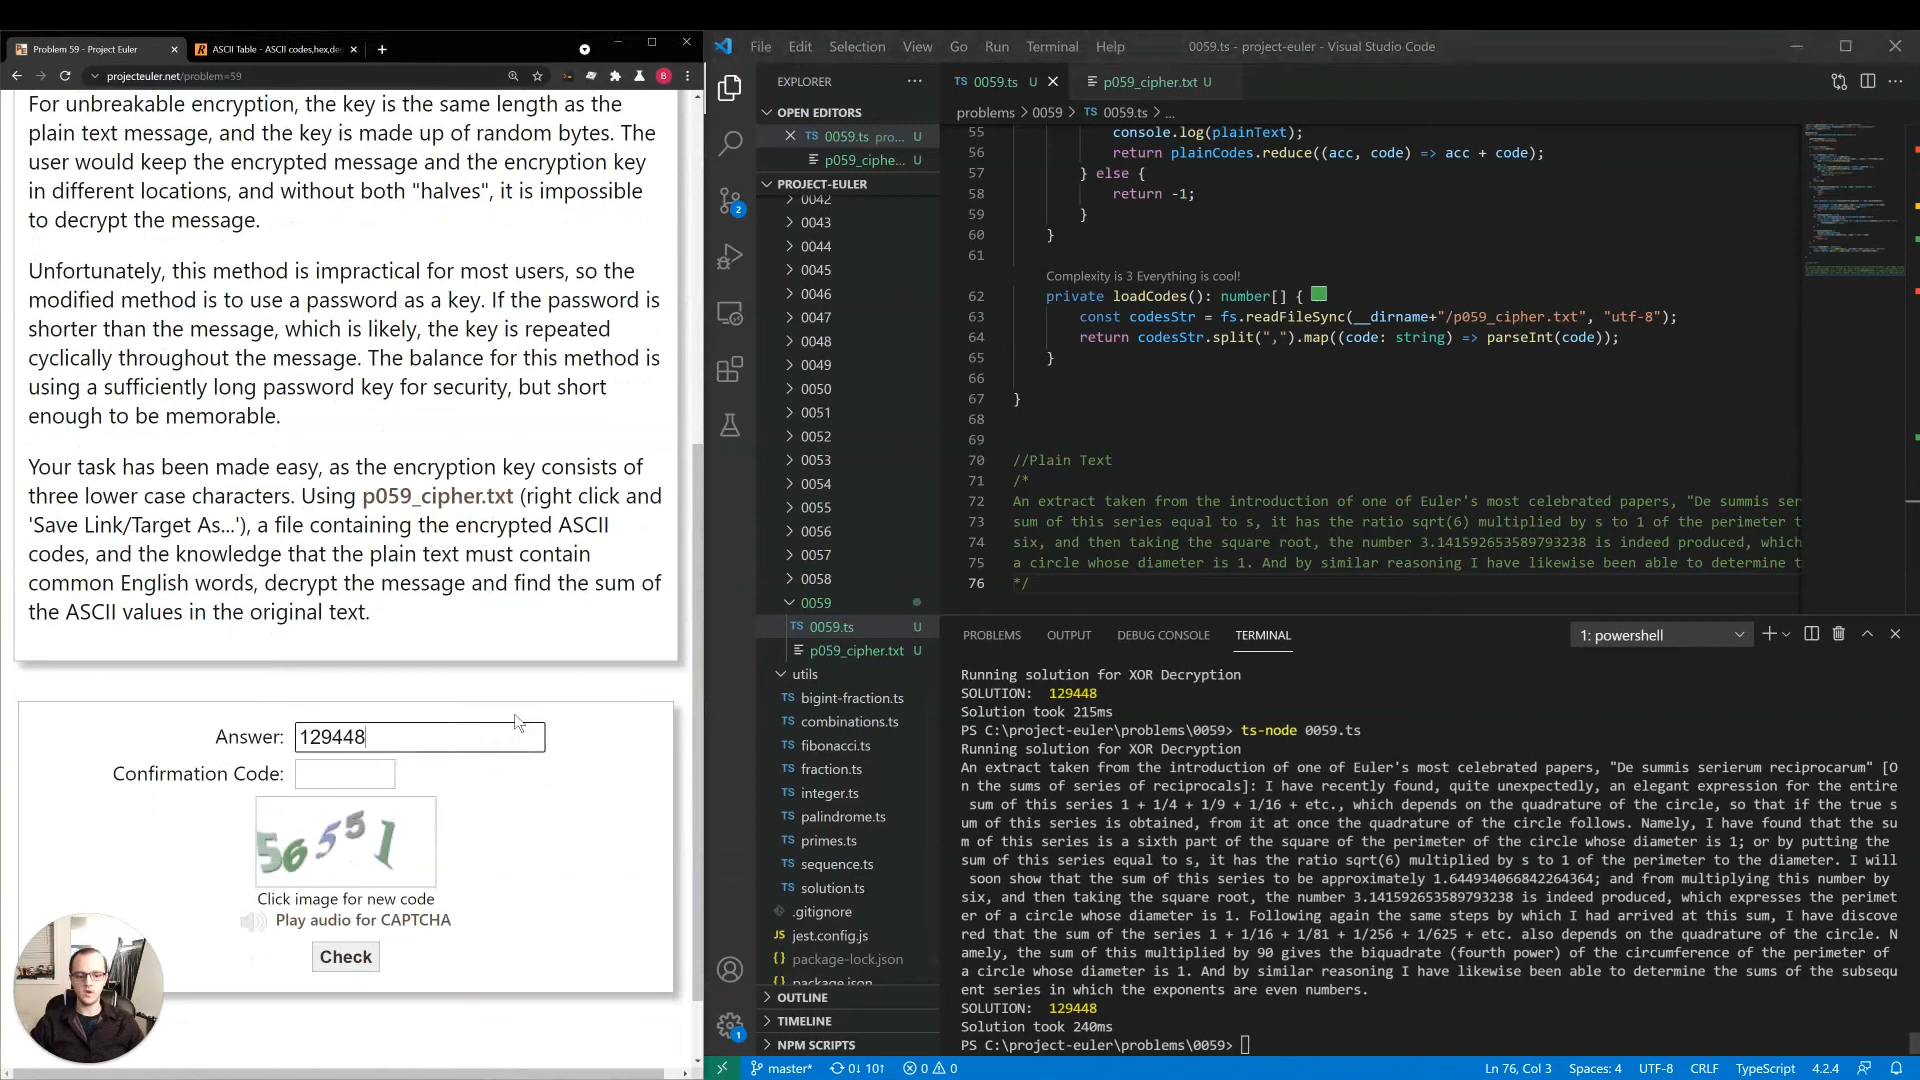 Problem 59 - Project Euler
ASCII Table - ASCII codes,hex,de
projecteuler.net/problem=59
B
For unbreakable encryption, the key is the same length as the
plain text message, and the key is made up of random bytes. The
user would keep the encrypted message and the encryption key
in different locations, and without both "halves", it is impossible
to decrypt the message.
Unfortunately, this method is impractical for most users, so the
modified method is to use a password as a key. If the password is
shorter than the message, which is likely, the key is repeated
cyclically throughout the message. The balance for this method is
using a sufficiently long password key for security, but short
enough to be memorable.
Your task has been made easy, as the encryption key consists of
three lower case characters. Using p059_cipher.txt (right click and
'Save Link/Target As...'), a file containing the encrypted ASCII
codes, and the knowledge that the plain text must contain
common English words, decrypt the message and find the sum of
the ASCII values in the original text.
Answer: 129448
Confirmation Code:
56551
Click image for new code
Play audio for CAPTCHA
Check
File Edit Selection View Go Run Terminal Help
0059.ts - project-euler - Visual Studio Code
EXPLORER
OPEN EDITORS
TS 0059.ts pro... U
p059_ciphe... U
PROJECT-EULER
0042
0043
0044
0045
0046
0047
0048
0049
0050
0051
0052
0053
0054
0055
0056
0057
0058
0059
TS 0059.ts U
p059_cipher.txt U
utils
TS bigint-fraction.ts
TS combinations.ts
TS fibonacci.ts
TS fraction.ts
TS integer.ts
TS palindrome.ts
TS primes.ts
TS sequence.ts
TS solution.ts
.gitignore
JS jest.config.js
{} package-lock.json
{} package.json
OUTLINE
TIMELINE
NPM SCRIPTS
2
1
TS 0059.ts U
p059_cipher.txt U
problems > 0059 > TS 0059.ts > ...
55 console.log(plainText);
56 return plainCodes.reduce((acc, code) => acc + code);
57 } else {
58 return -1;
59 }
60 }
61
Complexity is 3 Everything is cool!
62 private loadCodes(): number[] {
63 const codesStr = fs.readFileSync(__dirname+"/p059_cipher.txt", "utf-8");
64 return codesStr.split(",").map((code: string) => parseInt(code));
65 }
66
67 }
68
69
70 //Plain Text
71 /*
72 An extract taken from the introduction of one of Euler's most celebrated papers, "De summis ser
73 sum of this series equal to s, it has the ratio sqrt(6) multiplied by s to 1 of the perimeter t
74 six, and then taking the square root, the number 3.141592653589793238 is indeed produced, whic
75 a circle whose diameter is 1. And by similar reasoning I have likewise been able to determine t
76 */
PROBLEMS OUTPUT DEBUG CONSOLE TERMINAL
1: powershell
Running solution for XOR Decryption
SOLUTION: 129448
Solution took 215ms
PS C:\project-euler\problems\0059> ts-node 0059.ts
Running solution for XOR Decryption
An extract taken from the introduction of one of Euler's most celebrated papers, "De summis serierum reciprocarum" [O
n the sums of series of reciprocals]: I have recently found, quite unexpectedly, an elegant expression for the entire
sum of this series 1 + 1/4 + 1/9 + 1/16 + etc., which depends on the quadrature of the circle, so that if the true s
um of this series is obtained, from it at once the quadrature of the circle follows. Namely, I have found that the su
m of this series is a sixth part of the square of the perimeter of the circle whose diameter is 1; or by putting the
sum of this series equal to s, it has the ratio sqrt(6) multiplied by s to 1 of the perimeter to the diameter. I will
soon show that the sum of this series to be approximately 1.644934066842264364; and from multiplying this number by
six, and then taking the square root, the number 3.141592653589793238 is indeed produced, which expresses the perimet
er of a circle whose diameter is 1. Following again the same steps by which I had arrived at this sum, I have discove
red that the sum of the series 1 + 1/16 + 1/81 + 1/256 + 1/625 + etc. also depends on the quadrature of the circle. N
amely, the sum of this multiplied by 90 gives the biquadrate (fourth power) of the circumference of the perimeter of
a circle whose diameter is 1. And by similar reasoning I have likewise been able to determine the sums of the subsequ
ent series in which the exponents are even numbers.
SOLUTION: 129448
Solution took 240ms
PS C:\project-euler\problems\0059>
master* 0↓ 10↑ 0 0
Ln 76, Col 3 Spaces: 4 UTF-8 CRLF TypeScript 4.2.4